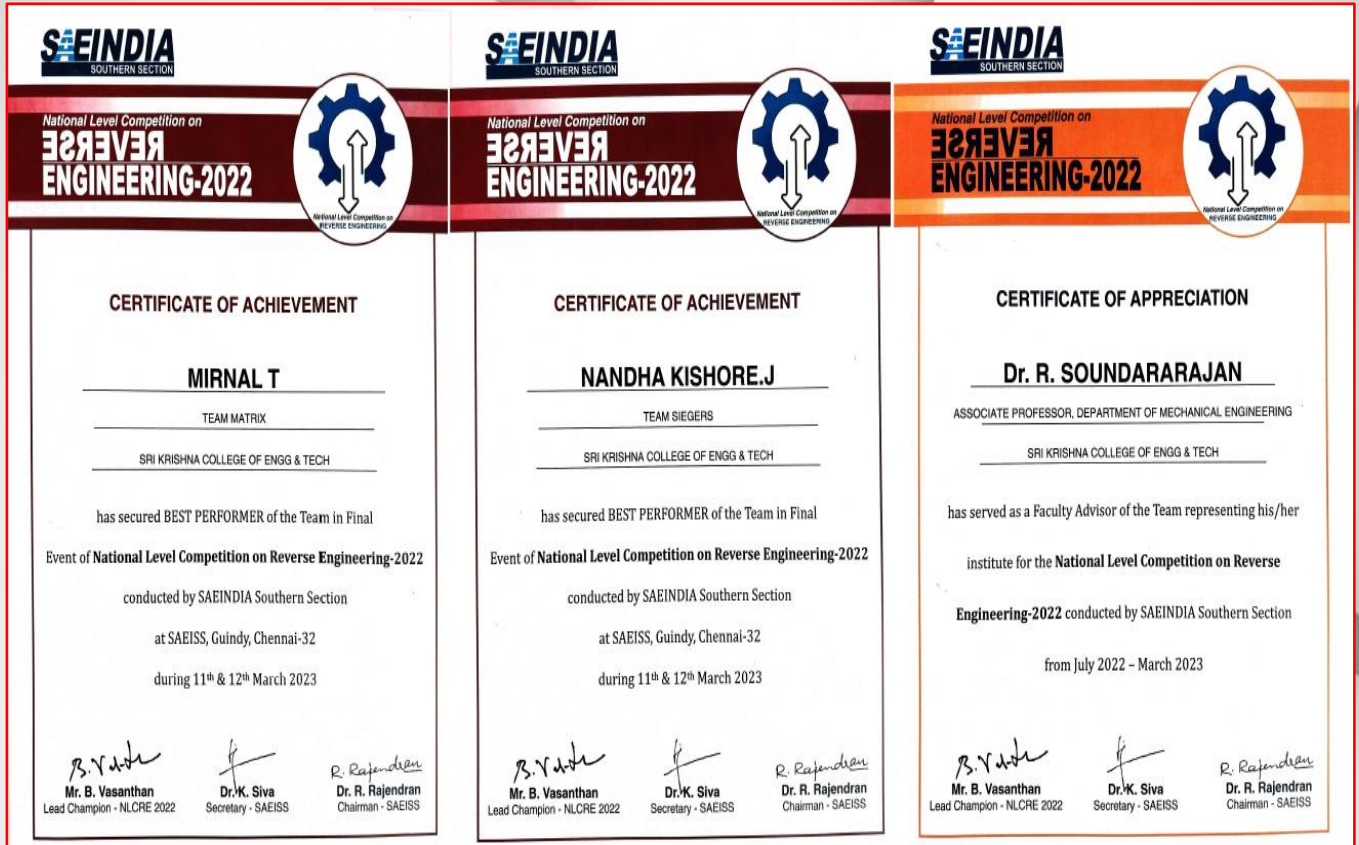 SAEINDIA
SOUTHERN SECTION
National Level Competition on
REVERSE
ENGINEERING-2022
National Level Competition on
REVERSE ENGINEERING
CERTIFICATE OF ACHIEVEMENT
MIRNAL T
TEAM MATRIX
SRI KRISHNA COLLEGE OF ENGG & TECH
has secured BEST PERFORMER of the Team in Final
Event of National Level Competition on Reverse Engineering-2022
conducted by SAEINDIA Southern Section
at SAEISS, Guindy, Chennai-32
during 11th & 12th March 2023
Mr. B. Vasanthan
Lead Champion - NLCRE 2022
Dr. K. Siva
Secretary - SAEISS
R. Rajendran
Dr. R. Rajendran
Chairman - SAEISS
SAEINDIA
SOUTHERN SECTION
National Level Competition on
REVERSE
ENGINEERING-2022
National Level Competition on
REVERSE ENGINEERING
CERTIFICATE OF ACHIEVEMENT
NANDHA KISHORE.J
TEAM SIEGERS
SRI KRISHNA COLLEGE OF ENGG & TECH
has secured BEST PERFORMER of the Team in Final
Event of National Level Competition on Reverse Engineering-2022
conducted by SAEINDIA Southern Section
at SAEISS, Guindy, Chennai-32
during 11th & 12th March 2023
Mr. B. Vasanthan
Lead Champion - NLCRE 2022
Dr. K. Siva
Secretary - SAEISS
R. Rajendran
Dr. R. Rajendran
Chairman - SAEISS
SAEINDIA
SOUTHERN SECTION
National Level Competition on
REVERSE
ENGINEERING-2022
National Level Competition on
REVERSE ENGINEERING
CERTIFICATE OF APPRECIATION
Dr. R. SOUNDARARAJAN
ASSOCIATE PROFESSOR, DEPARTMENT OF MECHANICAL ENGINEERING
SRI KRISHNA COLLEGE OF ENGG & TECH
has served as a Faculty Advisor of the Team representing his/her
institute for the National Level Competition on Reverse
Engineering-2022 conducted by SAEINDIA Southern Section
from July 2022 – March 2023
Mr. B. Vasanthan
Lead Champion - NLCRE 2022
Dr. K. Siva
Secretary - SAEISS
R. Rajendran
Dr. R. Rajendran
Chairman - SAEISS